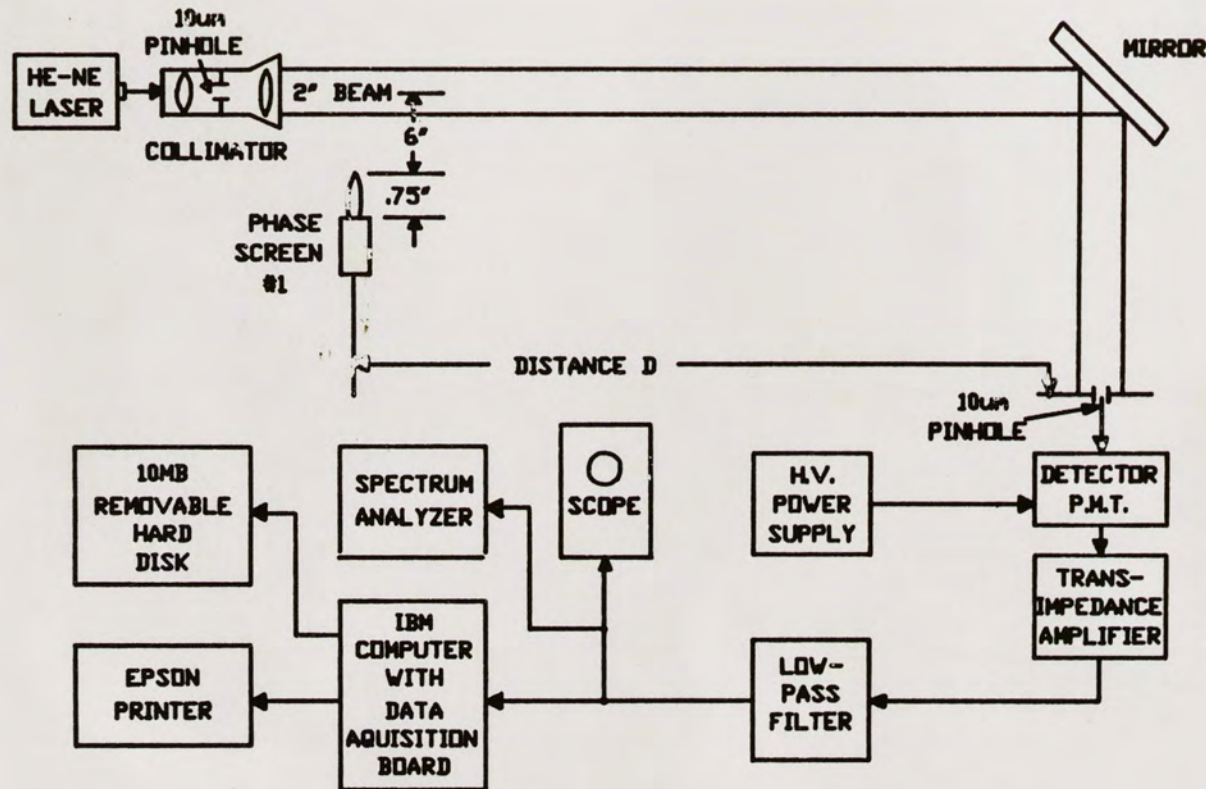 10um
PINHOLE
MIRROR
HE-NE
LASER
2" BEAM
6"
COLLIMATOR
.75"
PHASE
SCREEN
#1
DISTANCE D
10um
PINHOLE
10MB
REMOVABLE
HARD
DISK
SPECTRUM
ANALYZER
SCOPE
H.V.
POWER
SUPPLY
DETECTOR
P.M.T.
TRANS-
IMPEDANCE
AMPLIFIER
EPSON
PRINTER
IBM
COMPUTER
WITH
DATA
AQUISITION
BOARD
LOW-
PASS
FILTER